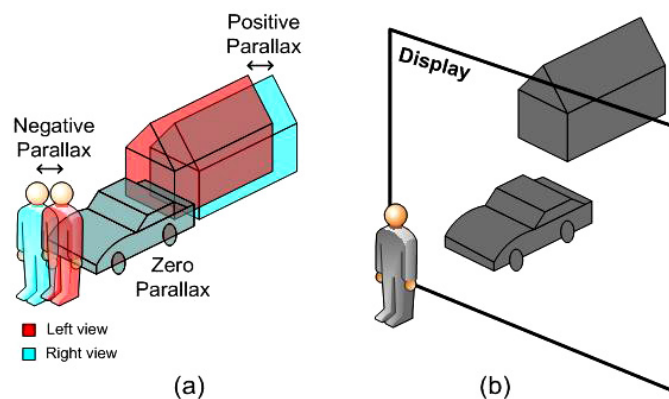 Positive
Parallax
Negative
Parallax
Zero
Parallax
Left view
Right view
(a)
Display
(b)